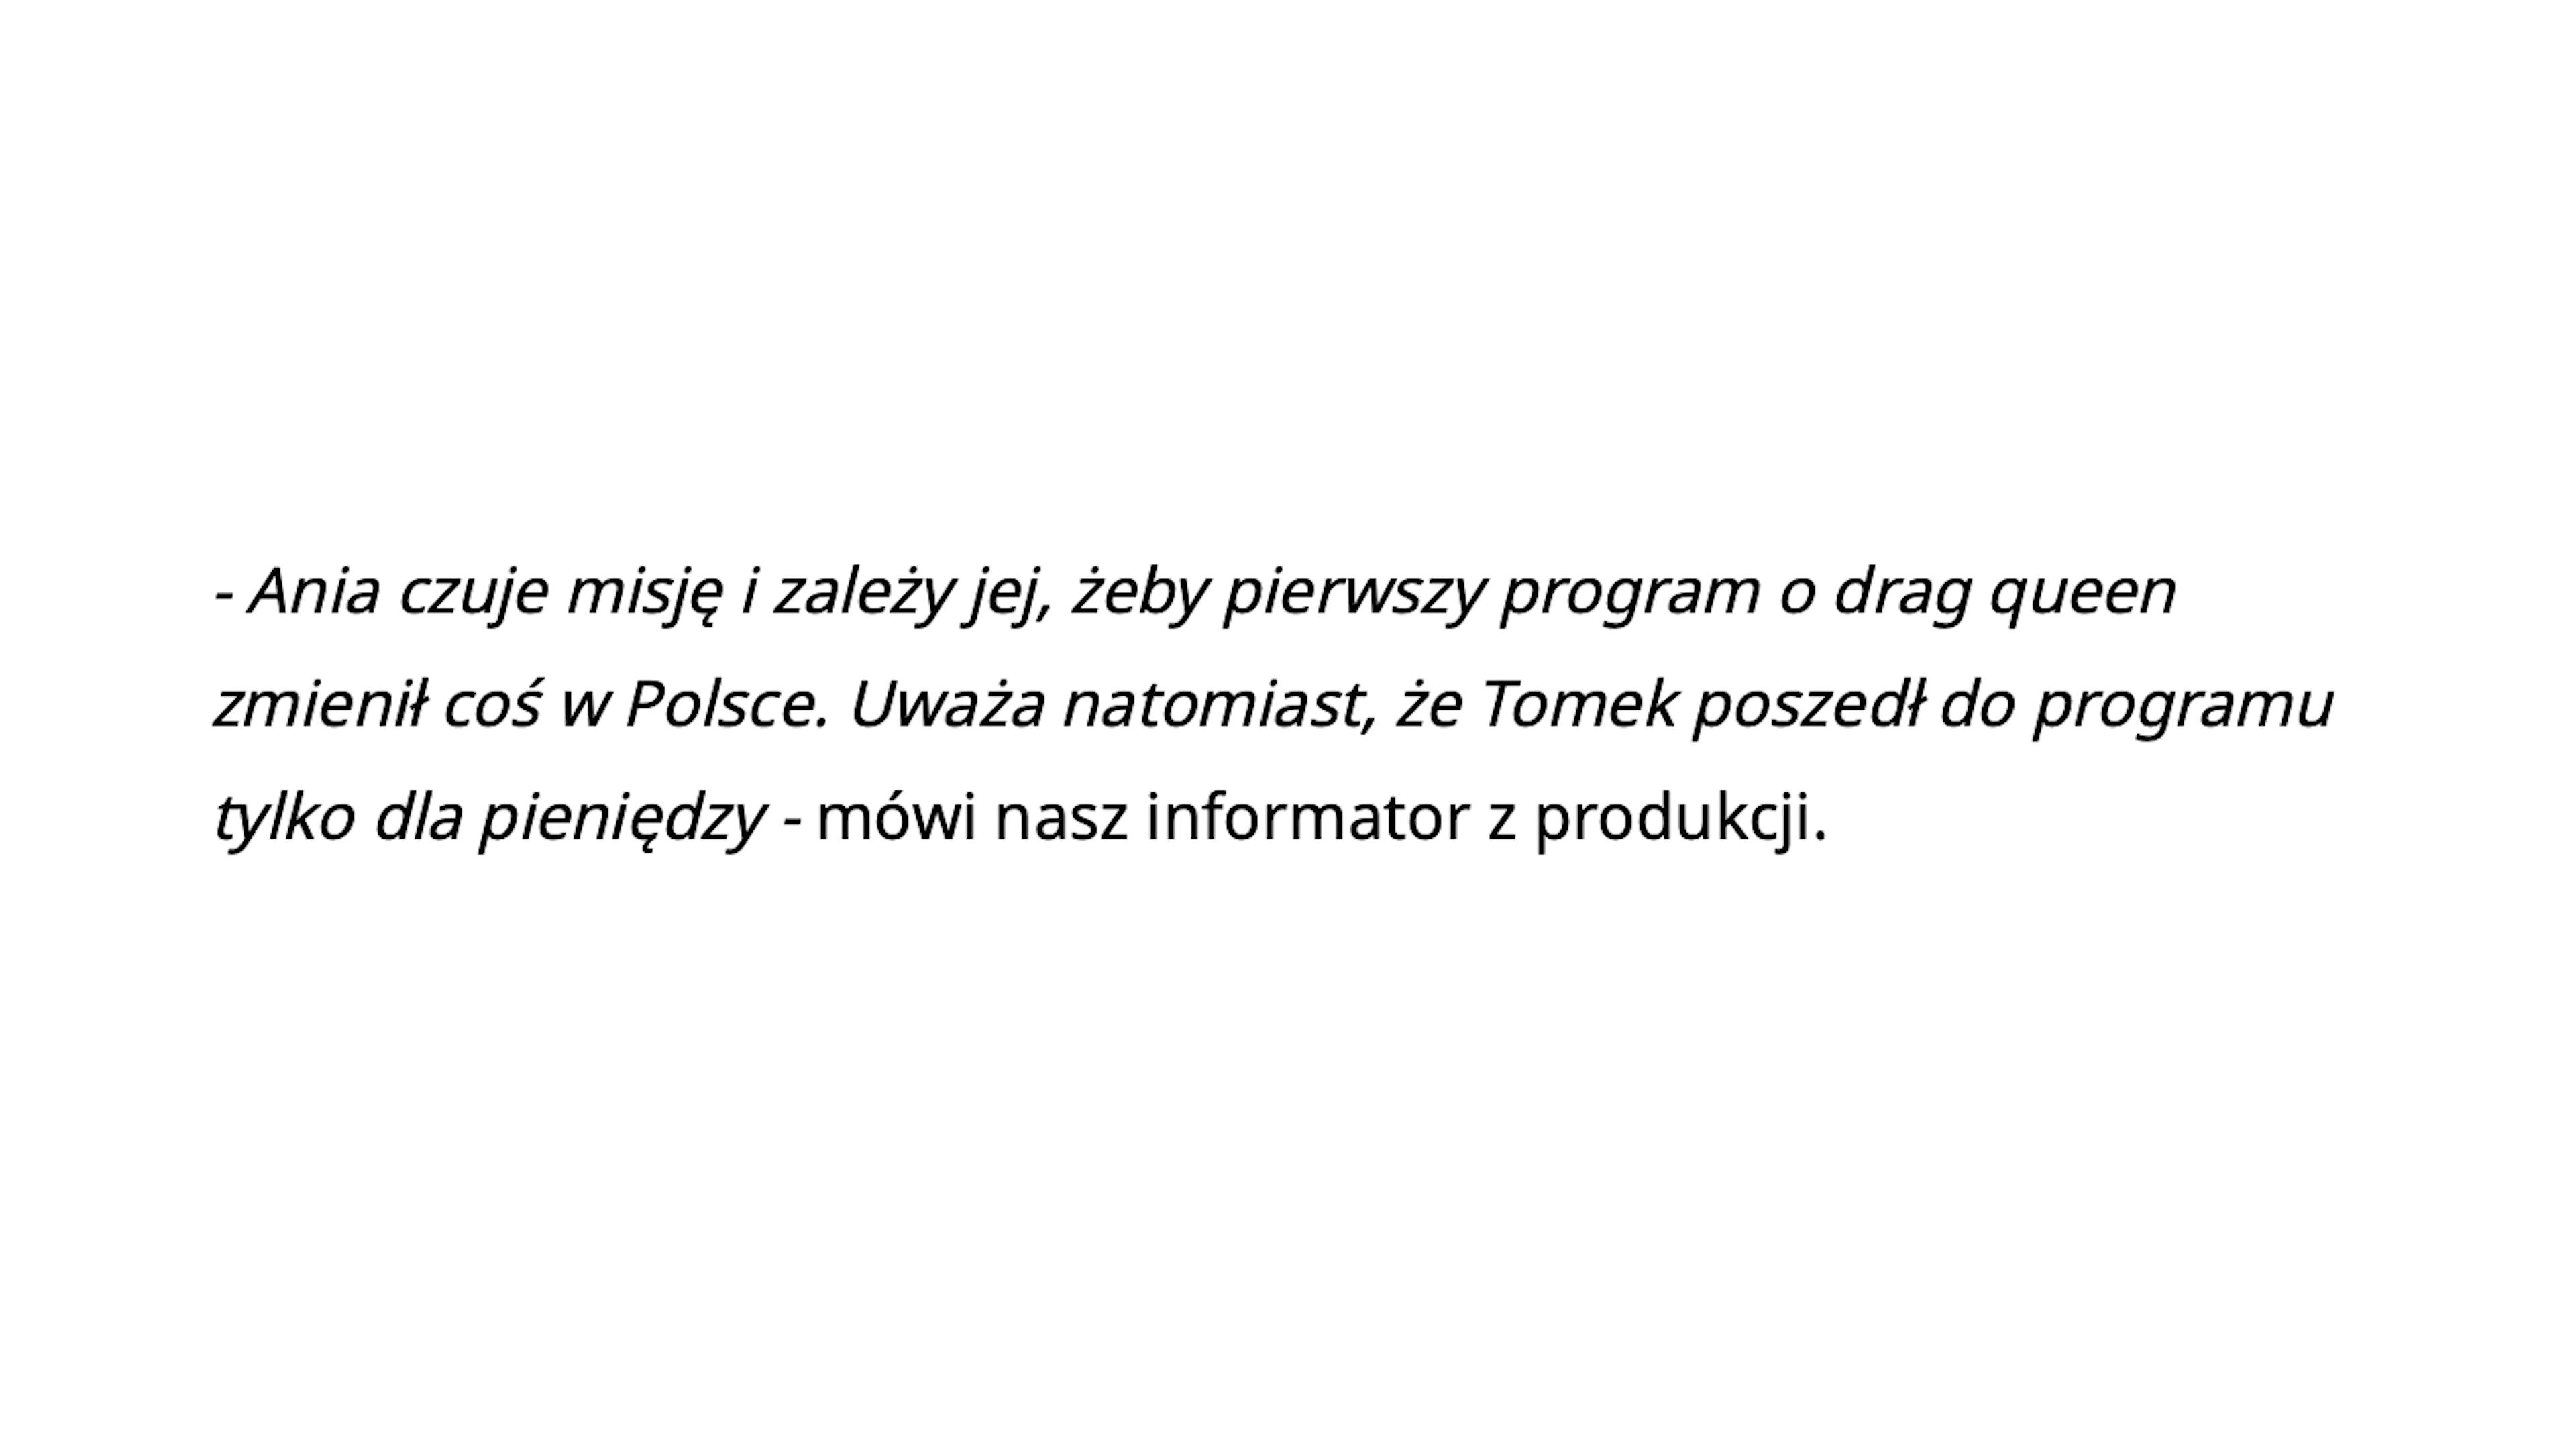 - Ania czuje misję i zależy jej, żeby pierwszy program o drag queen
zmienił coś w Polsce. Uważa natomiast, że Tomek poszedł do programu
tylko dla pieniędzy - mówi nasz informator z produkcji.